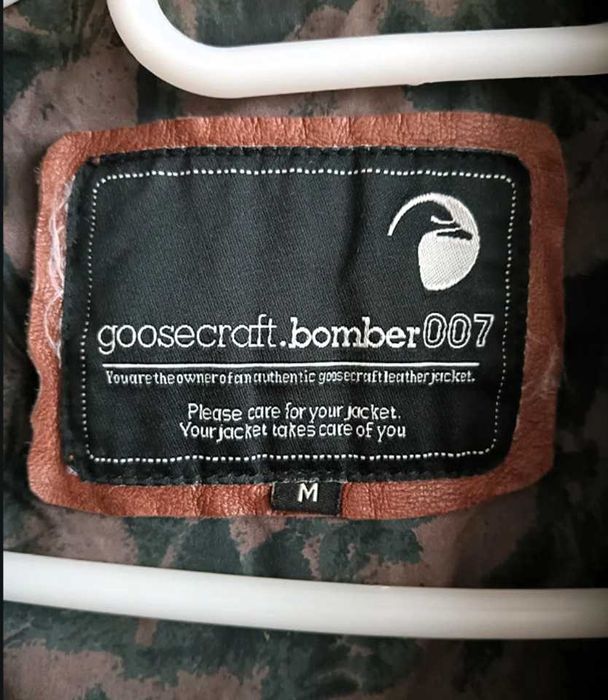 goosecraft.bomber007
You are the owner of an authentic goosecraft leather jacket.
Please care for your jacket.
Your jacket takes care of you
M